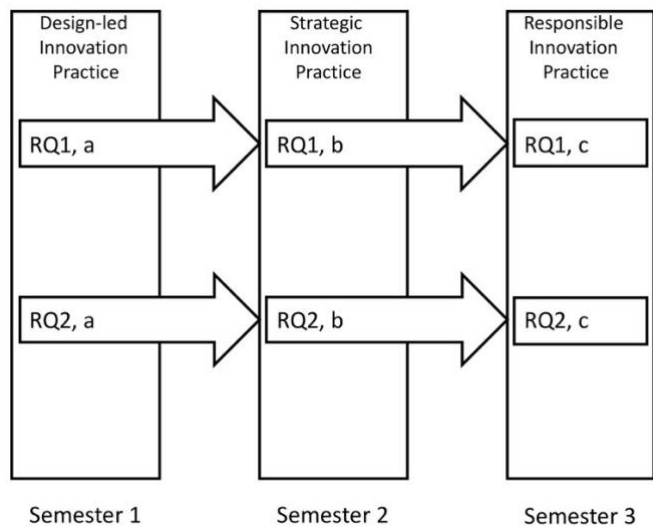 Design-led
Innovation
Practice
Strategic
Innovation
Practice
Responsible
Innovation
Practice
RQ1, a
RQ1, b
RQ1, c
RQ2, a
RQ2, b
RQ2, c
Semester 1
Semester 2
Semester 3